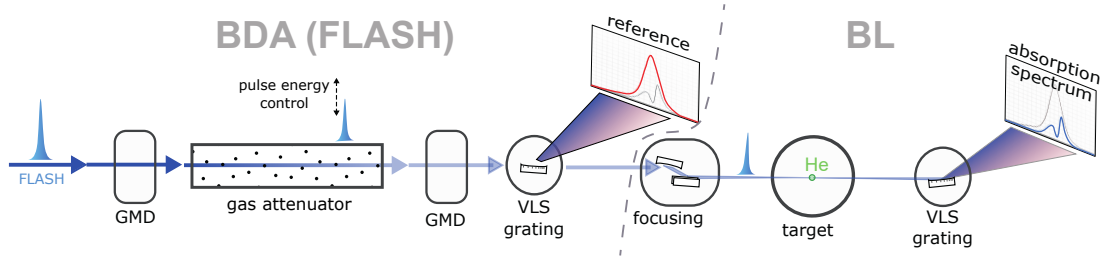 BDA (FLASH)
BL
reference
absorption
spectrum
pulse energy
control
FLASH
GMD
gas attenuator
GMD
VLS
grating
focusing
He
target
VLS
grating